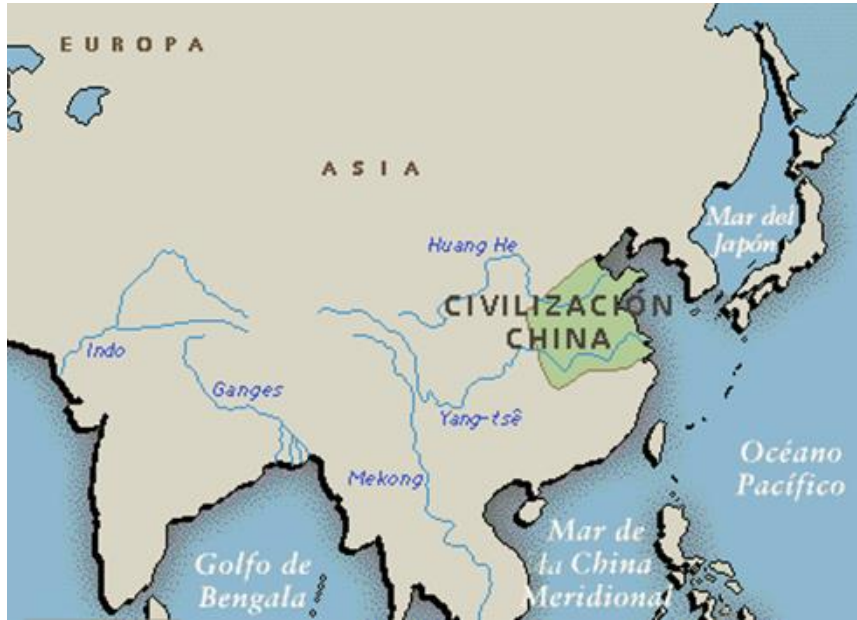 EUROPA
ASIA
Mar del
Japón
Huang He
CIVILIZACIÓN
CHINA
Indo
Ganges
Yang-tsê
Mekong
Océano
Pacífico
Golfo de
Bengala
Mar de
la China
Meridional